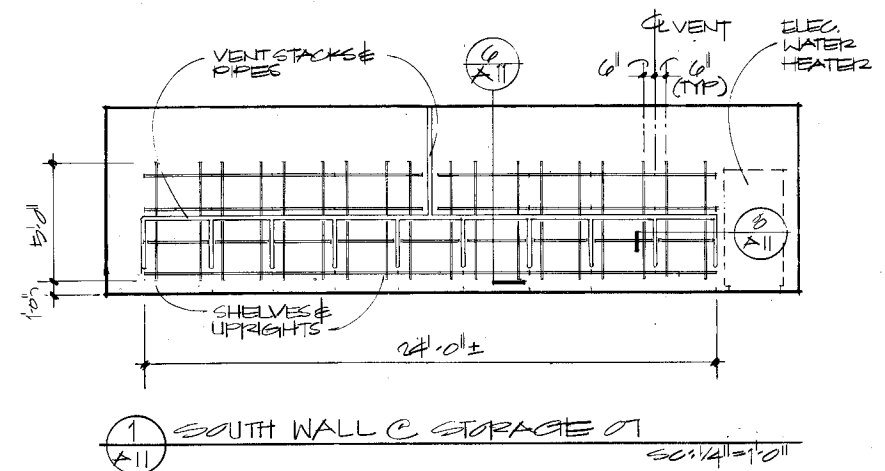 VENT STACKS &
PIPES
6
A11
℄ VENT
6" 6"
(TYP)
ELEC.
WATER
HEATER
5'-0"
1'-0"
8
A11
SHELVES &
UPRIGHTS
24'-0" ±
1
A11
SOUTH WALL @ STORAGE 07
SC: 1/4"=1'-0"